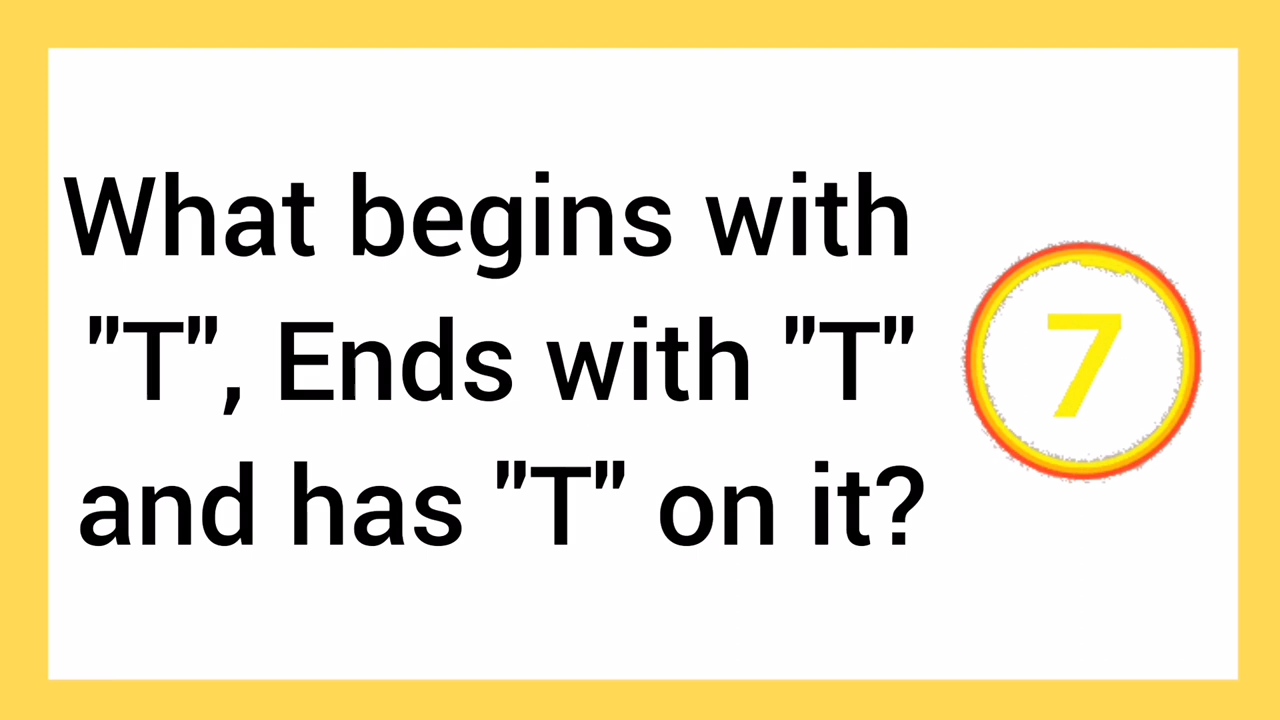 What begins with
"T", Ends with "T"
and has "T" on it?
7